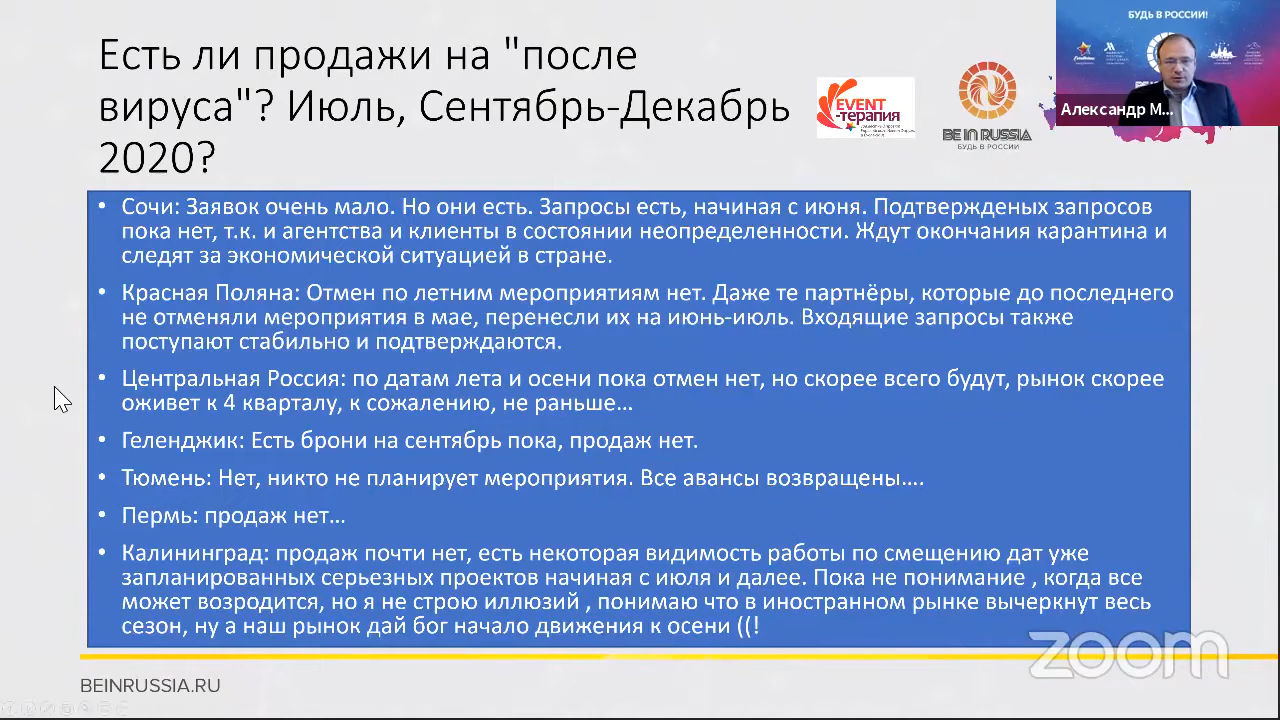 Есть ли продажи на "после
вируса"? Июль, Сентябрь-Декабрь
2020?
EVENT
-терапия
BE IN RUSSIA
БУДЬ В РОССИИ
БУДЬ В РОССИИ!
Александр М...
• Сочи: Заявок очень мало. Но они есть. Запросы есть, начиная с июня. Подтвержденых запросов
пока нет, т.к. и агентства и клиенты в состоянии неопределенности. Ждут окончания карантина и
следят за экономической ситуацией в стране.
• Красная Поляна: Отмен по летним мероприятиям нет. Даже те партнёры, которые до последнего
не отменяли мероприятия в мае, перенесли их на июнь-июль. Входящие запросы также
поступают стабильно и подтверждаются.
• Центральная Россия: по датам лета и осени пока отмен нет, но скорее всего будут, рынок скорее
оживет к 4 кварталу, к сожалению, не раньше…
• Геленджик: Есть брони на сентябрь пока, продаж нет.
• Тюмень: Нет, никто не планирует мероприятия. Все авансы возвращены….
• Пермь: продаж нет…
• Калининград: продаж почти нет, есть некоторая видимость работы по смещению дат уже
запланированных серьезных проектов начиная с июля и далее. Пока не понимание , когда все
может возродится, но я не строю иллюзий , понимаю что в иностранном рынке вычеркнут весь
сезон, ну а наш рынок дай бог начало движения к осени ((!
zoom
BEINRUSSIA.RU